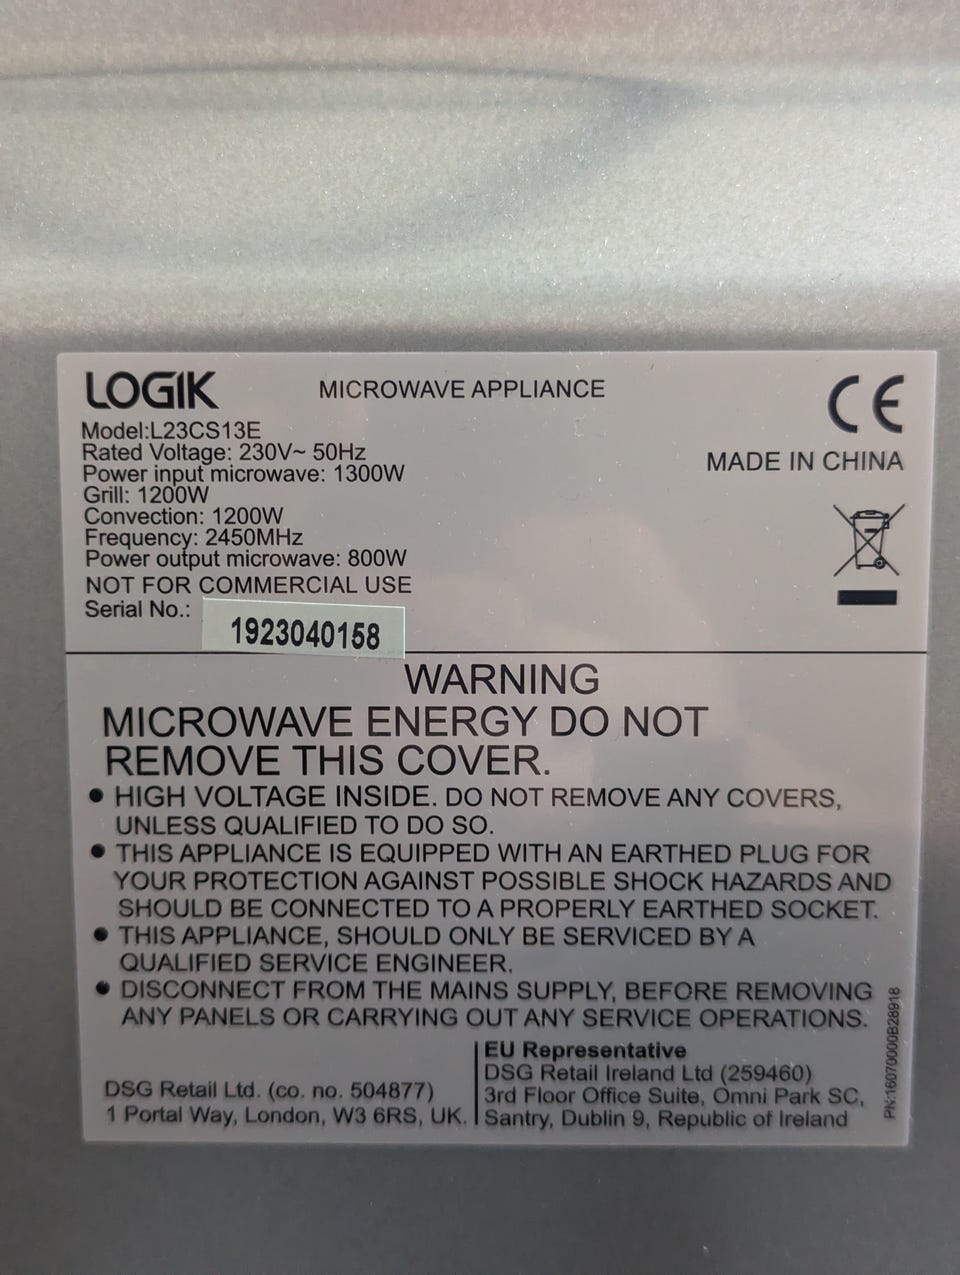 LOGIK
MICROWAVE APPLIANCE
CE
Model:L23CS13E
Rated Voltage: 230V~ 50Hz
Power input microwave: 1300W
Grill: 1200W
Convection: 1200W
Frequency: 2450MHz
Power output microwave: 800W
NOT FOR COMMERCIAL USE
Serial No.: 1923040158
MADE IN CHINA
WARNING
MICROWAVE ENERGY DO NOT
REMOVE THIS COVER.
• HIGH VOLTAGE INSIDE. DO NOT REMOVE ANY COVERS,
UNLESS QUALIFIED TO DO SO.
• THIS APPLIANCE IS EQUIPPED WITH AN EARTHED PLUG FOR
YOUR PROTECTION AGAINST POSSIBLE SHOCK HAZARDS AND
SHOULD BE CONNECTED TO A PROPERLY EARTHED SOCKET.
• THIS APPLIANCE, SHOULD ONLY BE SERVICED BY A
QUALIFIED SERVICE ENGINEER.
• DISCONNECT FROM THE MAINS SUPPLY, BEFORE REMOVING
ANY PANELS OR CARRYING OUT ANY SERVICE OPERATIONS.
DSG Retail Ltd. (co. no. 504877)
1 Portal Way, London, W3 6RS, UK.
EU Representative
DSG Retail Ireland Ltd (259460)
3rd Floor Office Suite, Omni Park SC,
Santry, Dublin 9, Republic of Ireland
PN:16070000B28918